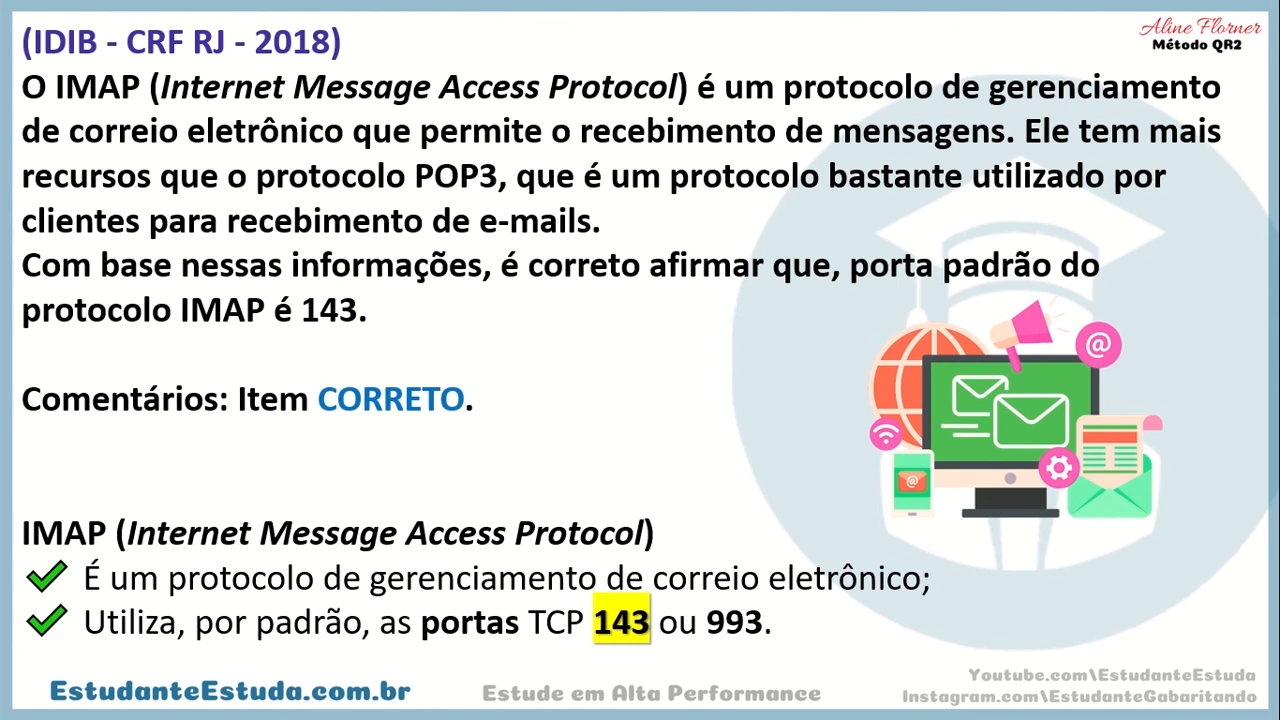 (IDIB - CRF RJ - 2018)
Aline Florner
Método QR2
O IMAP (Internet Message Access Protocol) é um protocolo de gerenciamento
de correio eletrônico que permite o recebimento de mensagens. Ele tem mais
recursos que o protocolo POP3, que é um protocolo bastante utilizado por
clientes para recebimento de e-mails.
Com base nessas informações, é correto afirmar que, porta padrão do
protocolo IMAP é 143.
@
Comentários: Item CORRETO.
@
IMAP (Internet Message Access Protocol)
É um protocolo de gerenciamento de correio eletrônico;
Utiliza, por padrão, as portas TCP 143 ou 993.
EstudanteEstuda.com.br
Estude em Alta Performance
Youtube.com\EstudanteEstuda
Instagram.com\EstudanteGabaritando